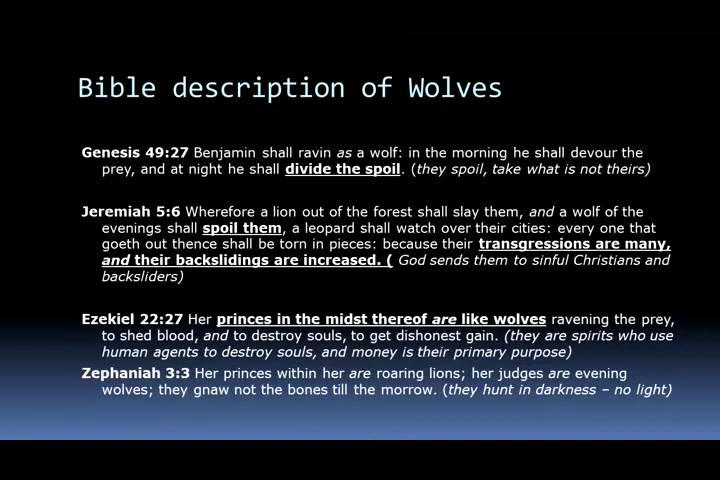 Bible description of Wolves
Genesis 49:27 Benjamin shall ravin as a wolf: in the morning he shall devour the
prey, and at night he shall divide the spoil. (they spoil, take what is not theirs)
Jeremiah 5:6 Wherefore a lion out of the forest shall slay them, and a wolf of the
evenings shall spoil them, a leopard shall watch over their cities: every one that
goeth out thence shall be torn in pieces: because their transgressions are many,
and their backslidings are increased. ( God sends them to sinful Christians and
backsliders)
Ezekiel 22:27 Her princes in the midst thereof are like wolves ravening the prey,
to shed blood, and to destroy souls, to get dishonest gain. (they are spirits who use
human agents to destroy souls, and money is their primary purpose)
Zephaniah 3:3 Her princes within her are roaring lions; her judges are evening
wolves; they gnaw not the bones till the morrow. (they hunt in darkness – no light)